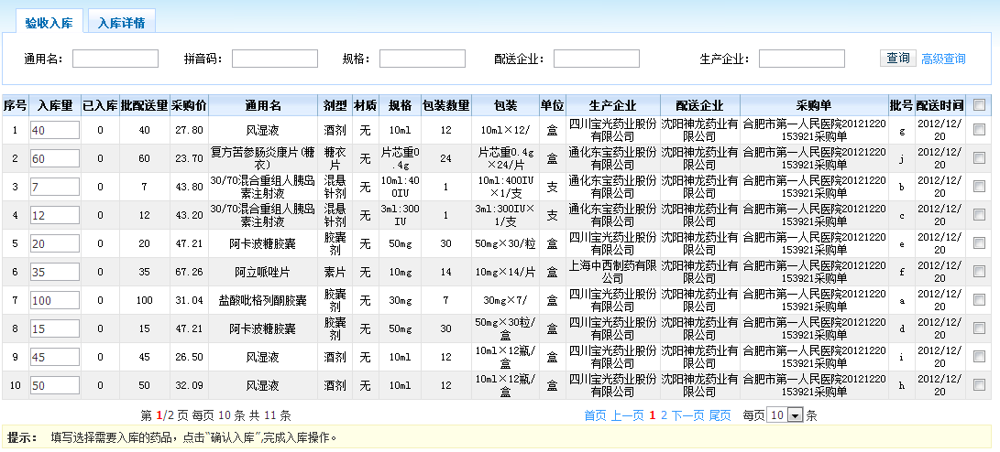 验收入库 入库详情
通用名： 拼音码： 规格： 配送企业： 生产企业： 查询 高级查询
序号 入库量 已入库 批配送量 采购价 通用名 剂型 材质 规格 包装数量 包装 单位 生产企业 配送企业 采购单 批号 配送时间
1 40 0 40 27.80 风湿液 酒剂 无 10ml 12 10ml×12/ 盒 四川宝光药业股份有限公司 沈阳神龙药业有限公司 合肥市第一人民医院20121220153921采购单 g 2012/12/20
2 60 0 60 23.70 复方苦参肠炎康片(糖衣) 糖衣片 无 片芯重0.4g 24 片芯重0.4g×24/片 盒 通化东宝药业股份有限公司 沈阳神龙药业有限公司 合肥市第一人民医院20121220153921采购单 j 2012/12/20
3 7 0 7 43.80 30/70混合重组人胰岛素注射液 混悬针剂 无 10ml:400IU 1 10ml:400IU×1/支 支 通化东宝药业股份有限公司 沈阳神龙药业有限公司 合肥市第一人民医院20121220153921采购单 b 2012/12/20
4 12 0 12 43.20 30/70混合重组人胰岛素注射液 混悬针剂 无 3ml:300IU 1 3ml:300IU×1/支 支 通化东宝药业股份有限公司 沈阳神龙药业有限公司 合肥市第一人民医院20121220153921采购单 c 2012/12/20
5 20 0 20 47.21 阿卡波糖胶囊 胶囊剂 无 50mg 30 50mg×30/粒 盒 四川宝光药业股份有限公司 沈阳神龙药业有限公司 合肥市第一人民医院20121220153921采购单 e 2012/12/20
6 35 0 35 67.26 阿立哌唑片 素片 无 10mg 14 10mg×14/片 盒 上海中西制药有限公司 沈阳神龙药业有限公司 合肥市第一人民医院20121220153921采购单 f 2012/12/20
7 100 0 100 31.04 盐酸吡格列酮胶囊 胶囊剂 无 30mg 7 30mg×7/ 盒 四川宝光药业股份有限公司 沈阳神龙药业有限公司 合肥市第一人民医院20121220153921采购单 a 2012/12/20
8 15 0 15 47.21 阿卡波糖胶囊 胶囊剂 无 50mg 30 50mg×30粒/盒 盒 四川宝光药业股份有限公司 沈阳神龙药业有限公司 合肥市第一人民医院20121220153921采购单 d 2012/12/20
9 45 0 45 26.50 风湿液 酒剂 无 10ml 12 10ml×12瓶/盒 盒 四川宝光药业股份有限公司 沈阳神龙药业有限公司 合肥市第一人民医院20121220153921采购单 i 2012/12/20
10 50 0 50 32.09 风湿液 酒剂 无 10ml 12 10ml×12瓶/盒 盒 四川宝光药业股份有限公司 沈阳神龙药业有限公司 合肥市第一人民医院20121220153921采购单 h 2012/12/20
第 1/2 页 每页 10 条 共 11 条 首页 上一页 1 2 下一页 尾页 每页 10 条
提示： 填写选择需要入库的药品，点击“确认入库”,完成入库操作。